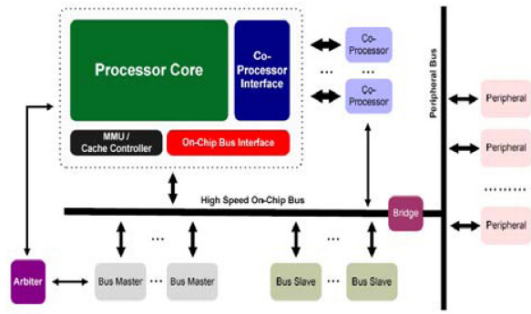 Processor Core
Co-
Processor
Interface
MMU /
Cache Controller
On-Chip Bus Interface
Co-
Processor
... ...
Co-
Processor
Peripheral Bus
Peripheral
Peripheral
.........
Peripheral
High Speed On-Chip Bus
Bridge
...
...
Arbiter
Bus Master ... Bus Master
Bus Slave ... Bus Slave